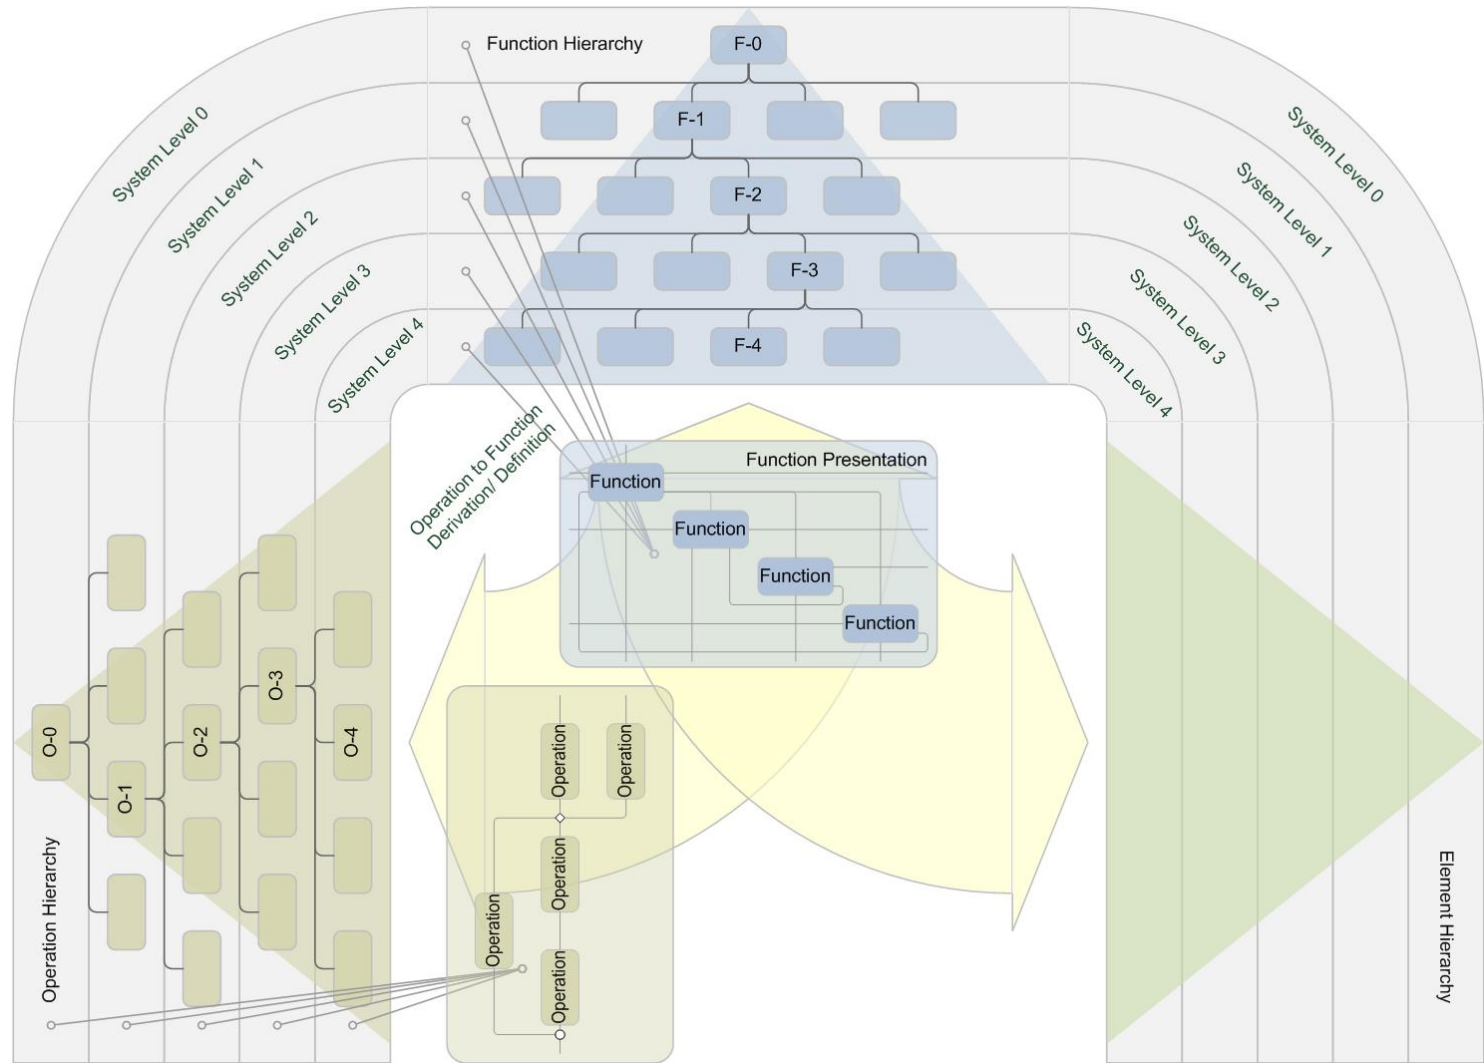 Function Hierarchy
F-0
F-1
F-2
F-3
F-4
System Level 0
System Level 1
System Level 2
System Level 3
System Level 4
System Level 0
System Level 1
System Level 2
System Level 3
System Level 4
Operation to Function
Derivation/ Definition
Function Presentation
Function
Function
Function
Function
O-0
O-1
O-2
O-3
O-4
Operation Hierarchy
Operation
Operation
Operation
Operation
Operation
Element Hierarchy